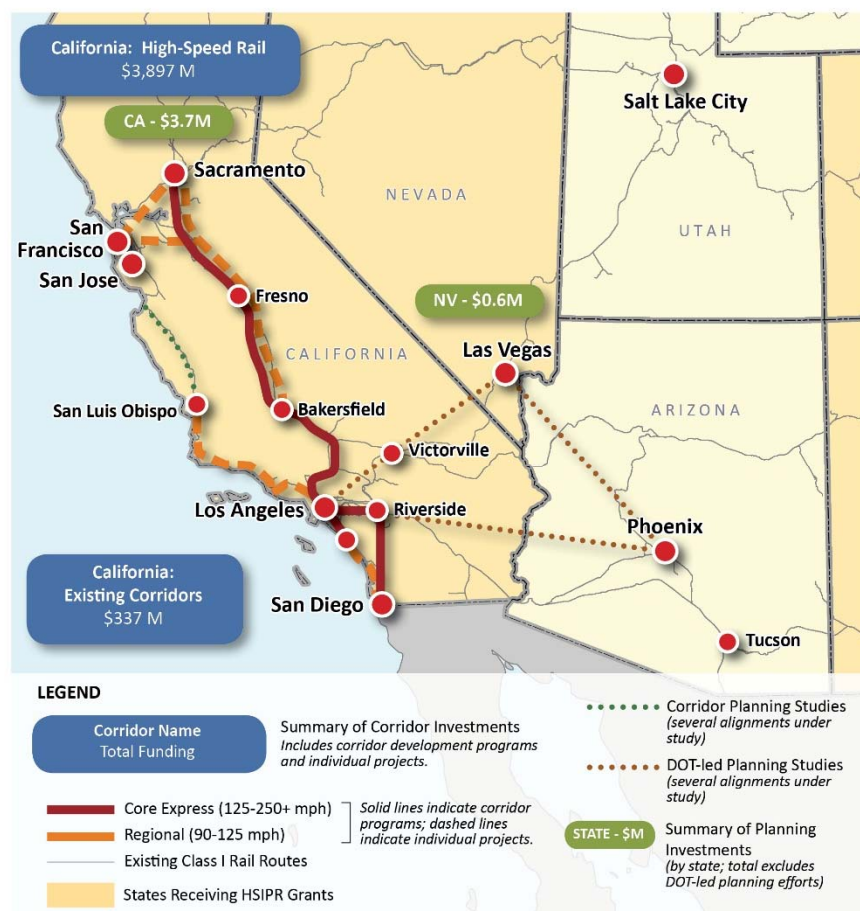 California: High-Speed Rail
$3,897 M
CA - $3.7M
Salt Lake City
Sacramento
NEVADA
UTAH
San
Francisco
San Jose
Fresno
NV - $0.6M
CALIFORNIA
Las Vegas
ARIZONA
San Luis Obispo
Bakersfield
Victorville
Los Angeles
Riverside
Phoenix
California:
Existing Corridors
$337 M
San Diego
Tucson
LEGEND
Corridor Name
Total Funding
Summary of Corridor Investments
Includes corridor development programs
and individual projects.
Core Express (125-250+ mph)
Regional (90-125 mph)
Solid lines indicate corridor
programs; dashed lines
indicate individual projects.
Existing Class I Rail Routes
States Receiving HSIPR Grants
Corridor Planning Studies
(several alignments under
study)
DOT-led Planning Studies
(several alignments under
study)
STATE - $M
Summary of Planning
Investments
(by state; total excludes
DOT-led planning efforts)